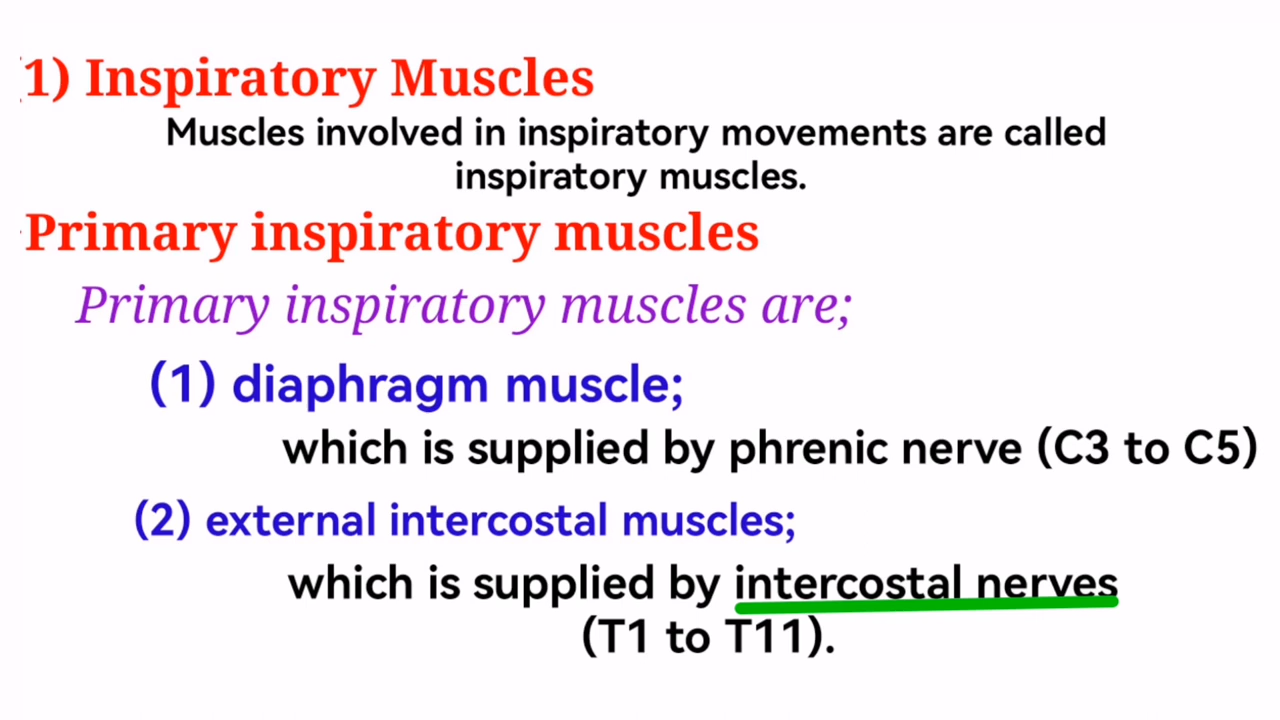 1) Inspiratory Muscles
Muscles involved in inspiratory movements are called
inspiratory muscles.
Primary inspiratory muscles
Primary inspiratory muscles are;
(1) diaphragm muscle;
which is supplied by phrenic nerve (C3 to C5)
(2) external intercostal muscles;
which is supplied by intercostal nerves
(T1 to T11).